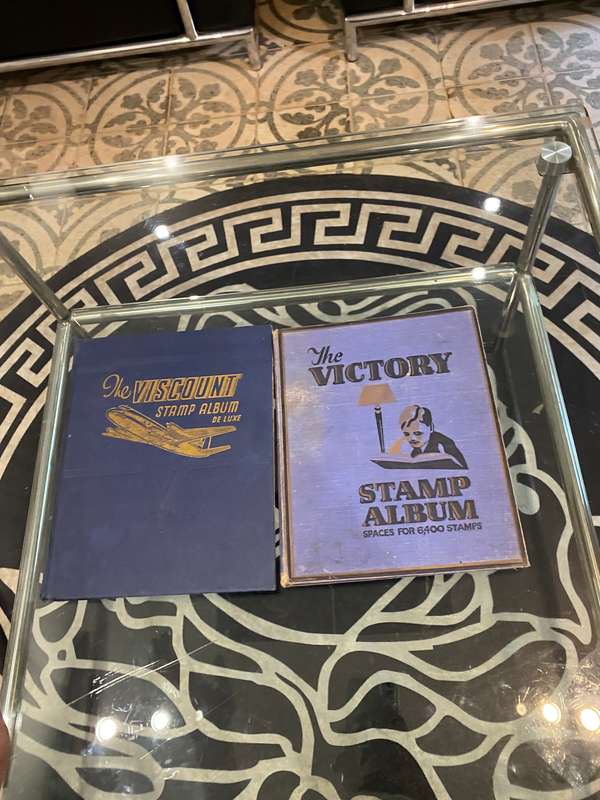 The VISCOUNT
STAMP ALBUM
DE LUXE
The
VICTORY
STAMP
ALBUM
SPACES FOR 6,400 STAMPS